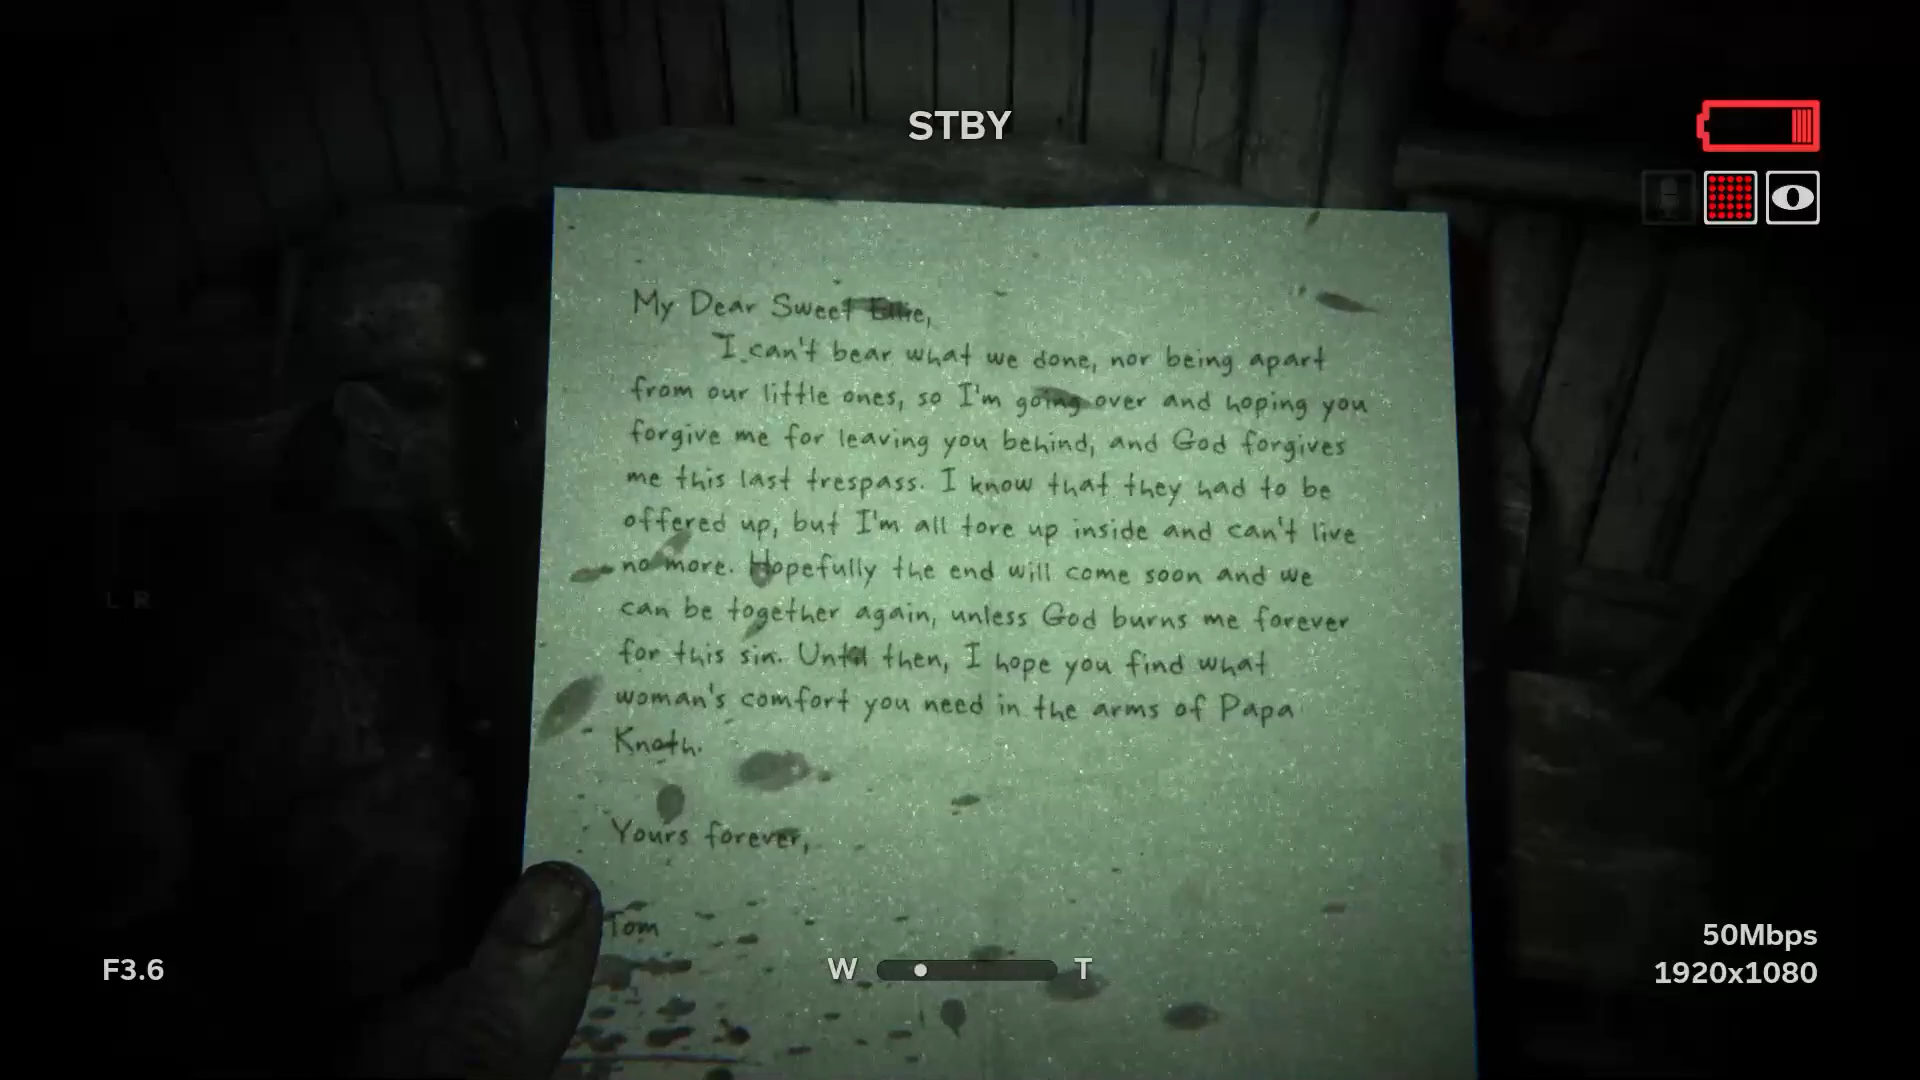 STBY
My Dear Sweet Ellie,
I can't bear what we done, nor being apart
from our little ones, so I'm going over and hoping you
forgive me for leaving you behind, and God forgives
me this last trespass. I know that they had to be
offered up, but I'm all tore up inside and can't live
no more. Hopefully the end will come soon and we
can be together again, unless God burns me forever
for this sin. Until then, I hope you find what
woman's comfort you need in the arms of Papa
Knoth.
Yours forever,
Tom
L R
F3.6
W T
50Mbps
1920x1080